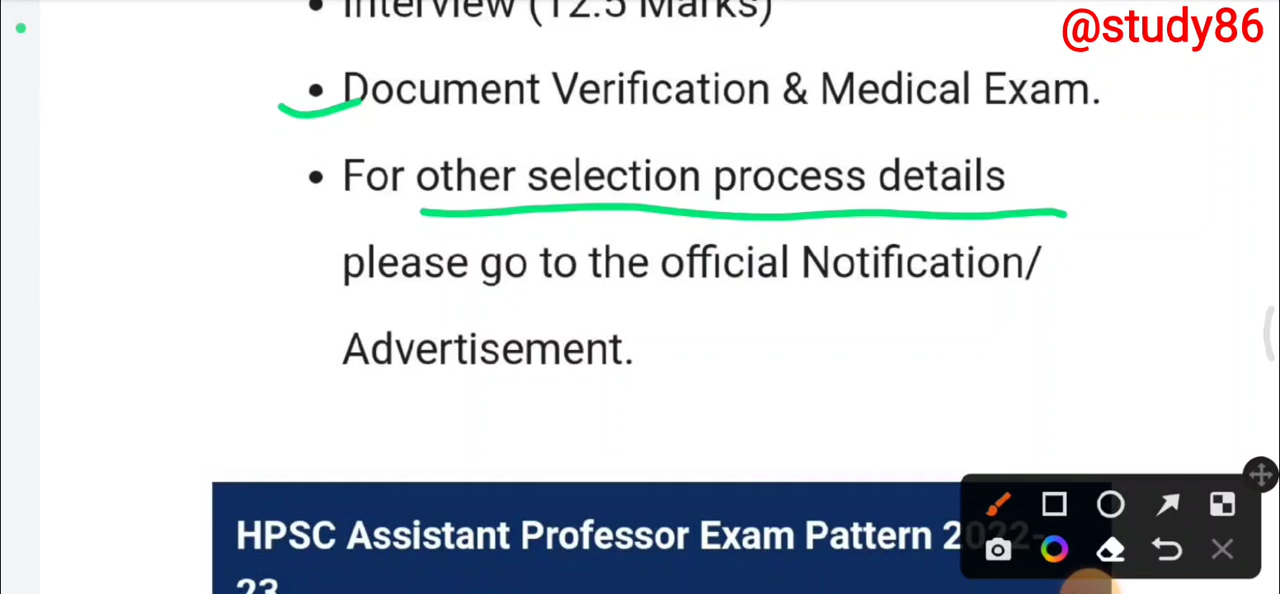 Interview (12.5 Marks)
@study86
• Document Verification & Medical Exam.
• For other selection process details
please go to the official Notification/
Advertisement.
HPSC Assistant Professor Exam Pattern 2022-
23